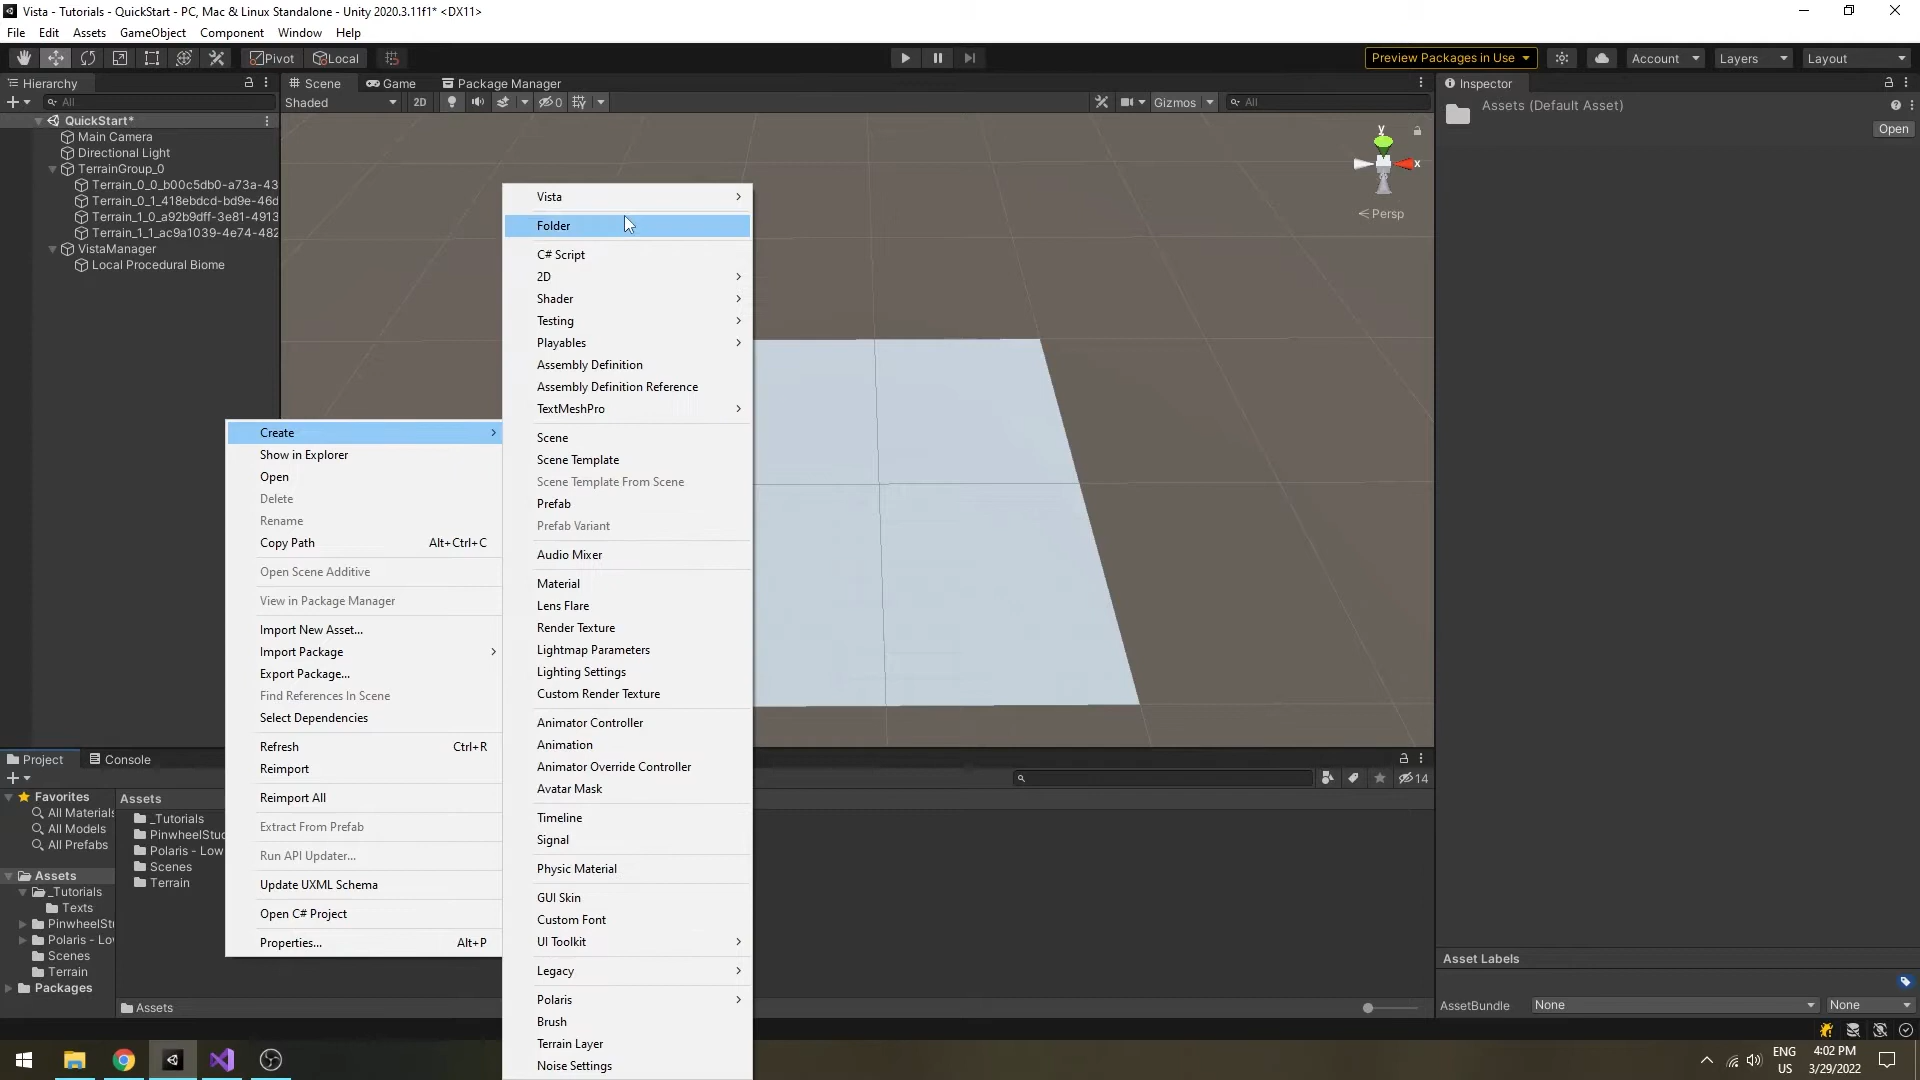 Vista - Tutorials - QuickStart - PC, Mac & Linux Standalone - Unity 2020.3.11f1* <DX11>
File Edit Assets GameObject Component Window Help
Pivot Local Preview Packages in Use Account Layers Layout
Hierarchy
All
QuickStart*
Main Camera
Directional Light
TerrainGroup_0
Terrain_0_0_b00c5db0-a73a-43
Terrain_0_1_418ebdcd-bd9e-46d
Terrain_1_0_a92b9dff-3e81-4913
Terrain_1_1_ac9a1039-4e74-482
VistaManager
Local Procedural Biome
Scene Game Package Manager
Shaded 2D 0 Gizmos All
y
x
Persp
Inspector
Assets (Default Asset)
Open
Create
Show in Explorer
Open
Delete
Rename
Copy Path Alt+Ctrl+C
Open Scene Additive
View in Package Manager
Import New Asset...
Import Package
Export Package...
Find References In Scene
Select Dependencies
Refresh Ctrl+R
Reimport
Reimport All
Extract From Prefab
Run API Updater...
Update UXML Schema
Open C# Project
Properties... Alt+P
Vista
Folder
C# Script
2D
Shader
Testing
Playables
Assembly Definition
Assembly Definition Reference
TextMeshPro
Scene
Scene Template
Scene Template From Scene
Prefab
Prefab Variant
Audio Mixer
Material
Lens Flare
Render Texture
Lightmap Parameters
Lighting Settings
Custom Render Texture
Animator Controller
Animation
Animator Override Controller
Avatar Mask
Timeline
Signal
Physic Material
GUI Skin
Custom Font
UI Toolkit
Legacy
Polaris
Brush
Terrain Layer
Noise Settings
Project Console
14
Favorites
All Materials
All Models
All Prefabs
Assets
_Tutorials
Texts
PinwheelStu
Polaris - Lo
Scenes
Terrain
Packages
Assets
_Tutorials
PinwheelStu
Polaris - Low
Scenes
Terrain
Assets
Asset Labels
AssetBundle None None
ENG
US
4:02 PM
3/29/2022